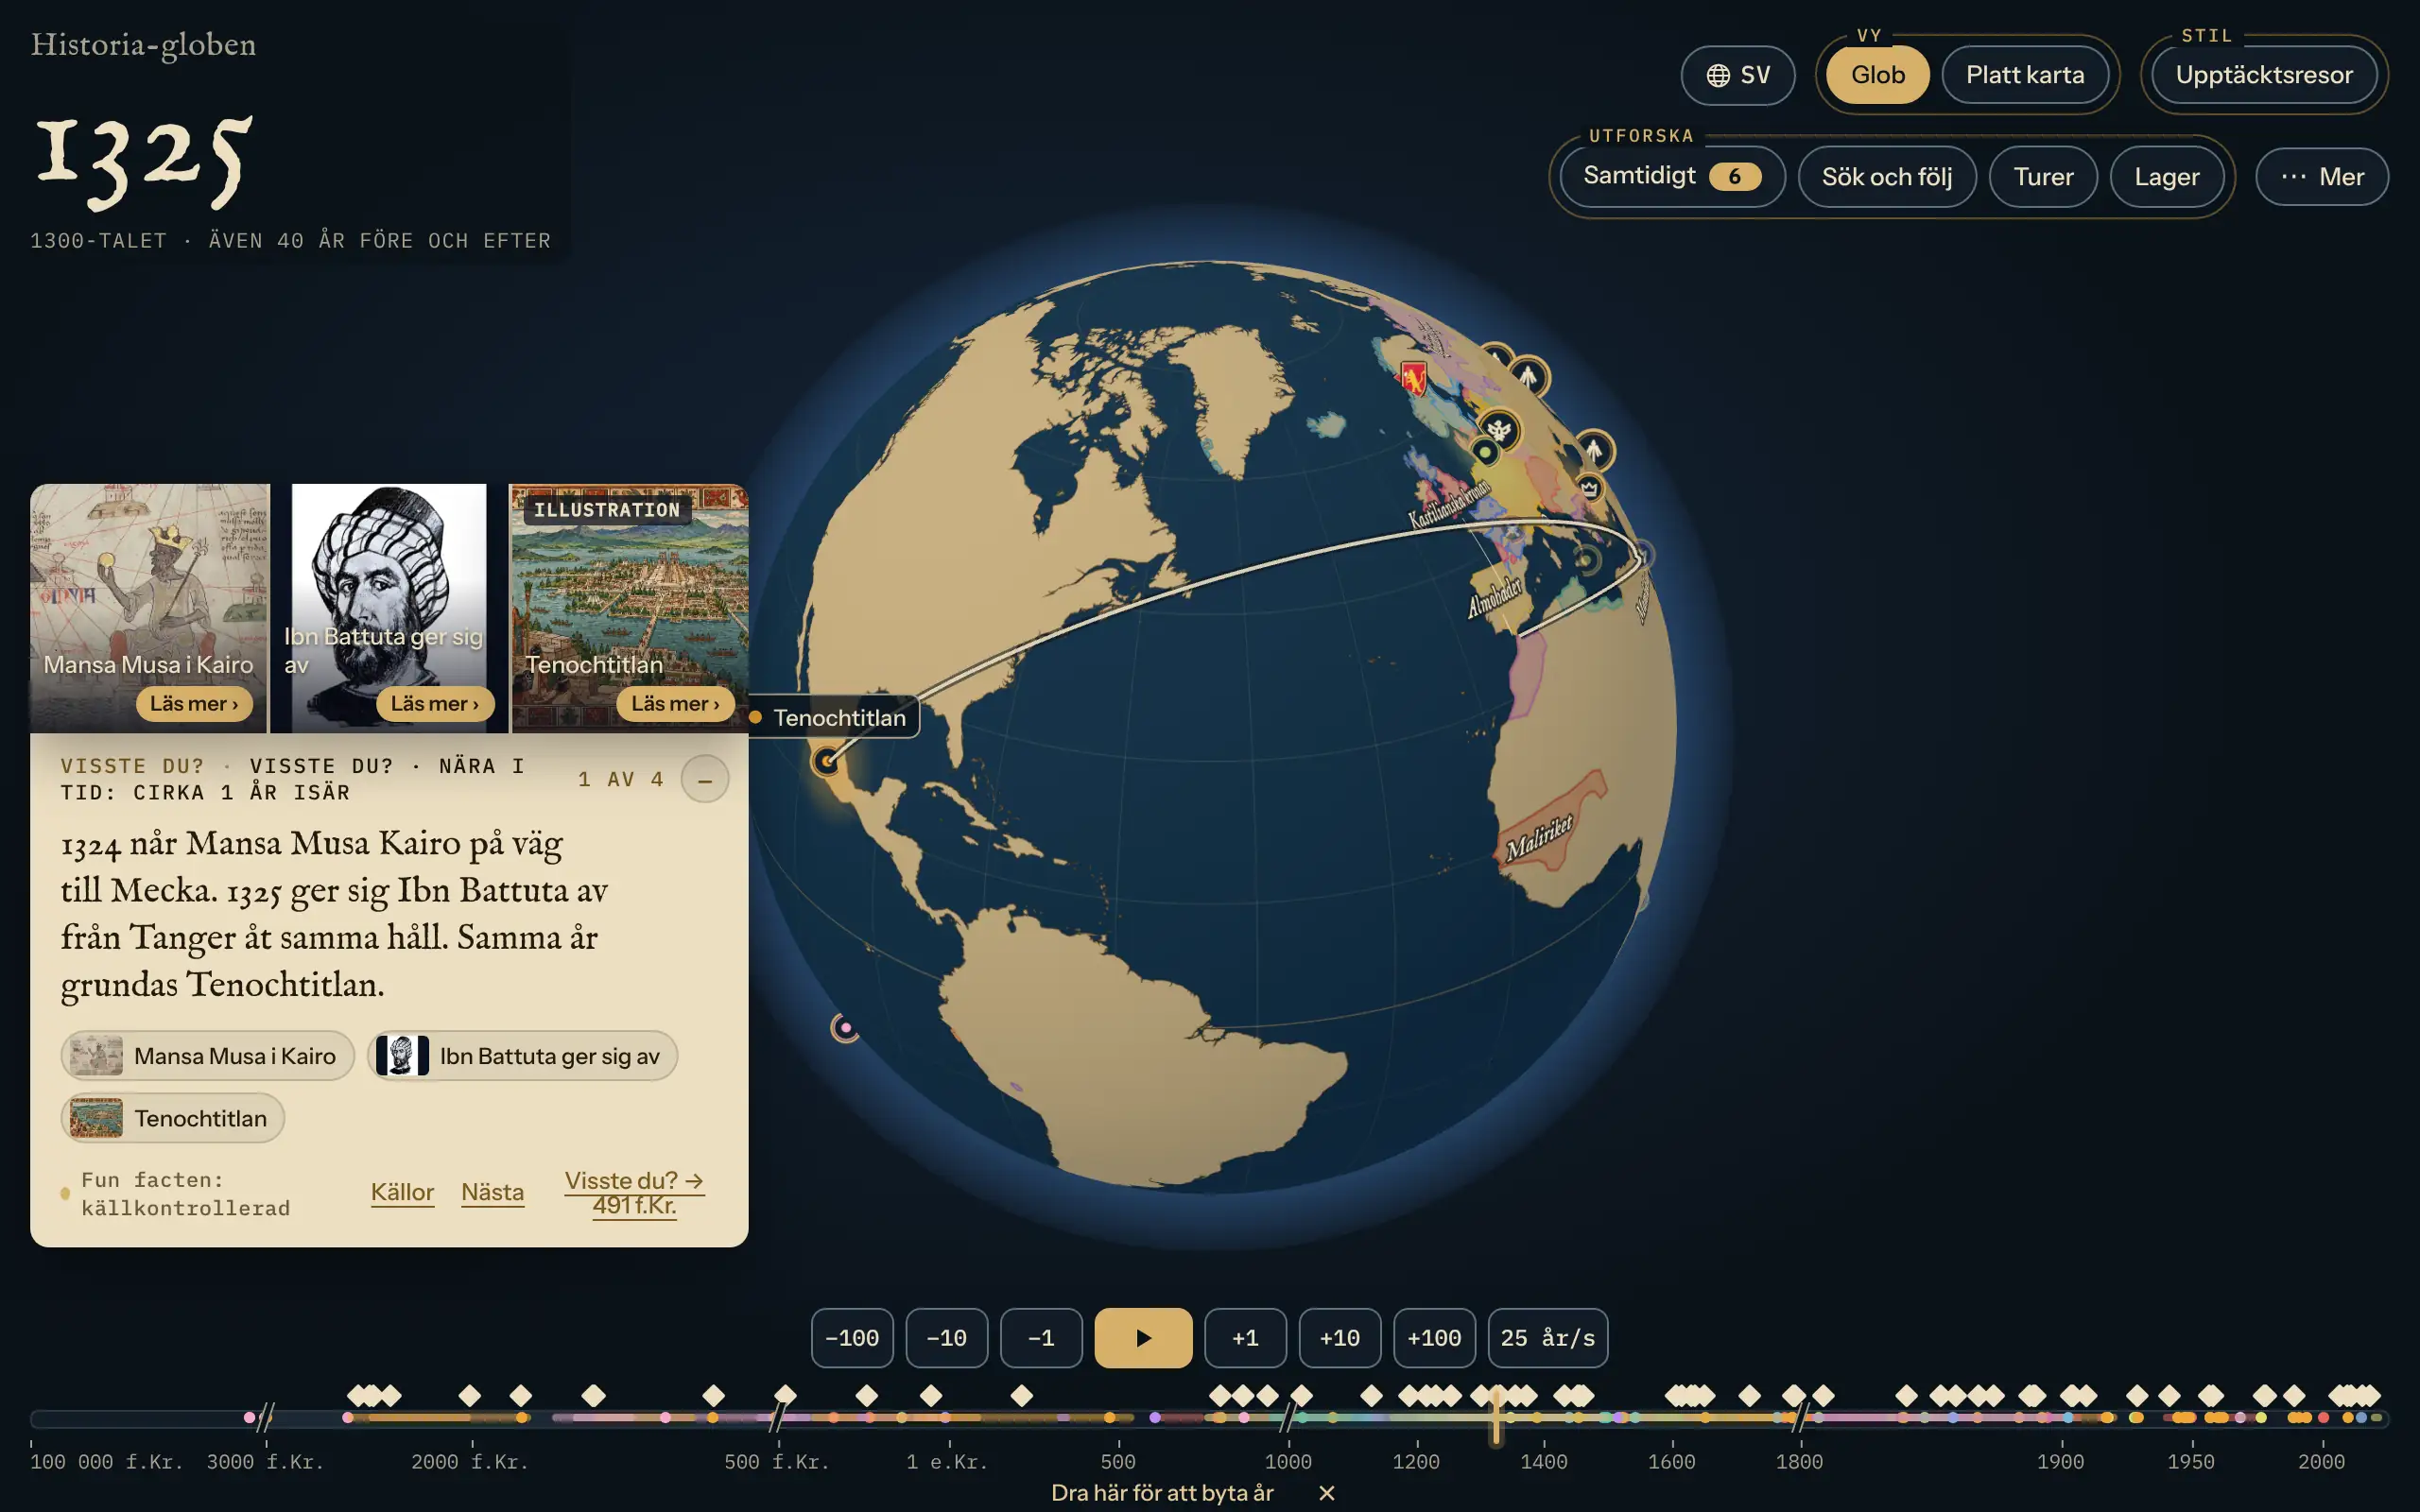 Historia-globen
1325
1300-TALET · ÄVEN 40 ÅR FÖRE OCH EFTER
SV
VY
Glob
Platt karta
STIL
Upptäcktsresor
UTFORSKA
Samtidigt 6
Sök och följ
Turer
Lager
··· Mer
Mansa Musa i Kairo
Läs mer ›
Ibn Battuta ger sig
av
Läs mer ›
ILLUSTRATION
Tenochtitlan
Läs mer ›
VISSTE DU? · VISSTE DU? · NÄRA I
TID: CIRKA 1 ÅR ISÄR
1 AV 4
–
1324 når Mansa Musa Kairo på väg
till Mecka. 1325 ger sig Ibn Battuta av
från Tanger åt samma håll. Samma år
grundas Tenochtitlan.
Mansa Musa i Kairo
Ibn Battuta ger sig av
Tenochtitlan
Fun facten:
källkontrollerad
Källor
Nästa
Visste du? →
491 f.Kr.
Tenochtitlan
Kastilianska kronan
Almohader
Maliriket
−100
−10
−1
+1
+10
+100
25 år/s
100 000 f.Kr.
3000 f.Kr.
2000 f.Kr.
500 f.Kr.
1 e.Kr.
500
1000
1200
1400
1600
1800
1900
1950
2000
Dra här för att byta år ✕